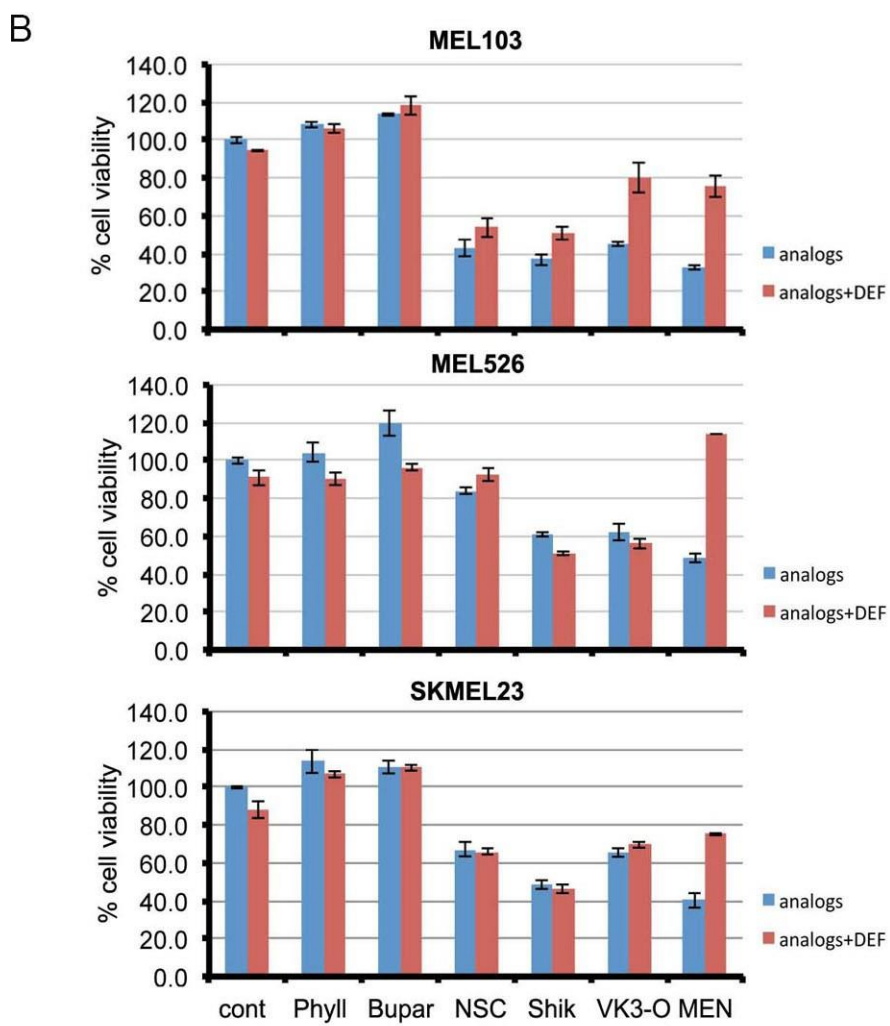 B
MEL103
% cell viability
140.0
120.0
100.0
80.0
60.0
40.0
20.0
0.0
analogs
analogs+DEF
MEL526
% cell viability
140.0
120.0
100.0
80.0
60.0
40.0
20.0
0.0
analogs
analogs+DEF
SKMEL23
% cell viability
140.0
120.0
100.0
80.0
60.0
40.0
20.0
0.0
analogs
analogs+DEF
cont Phyll Bupar NSC Shik VK3-O MEN